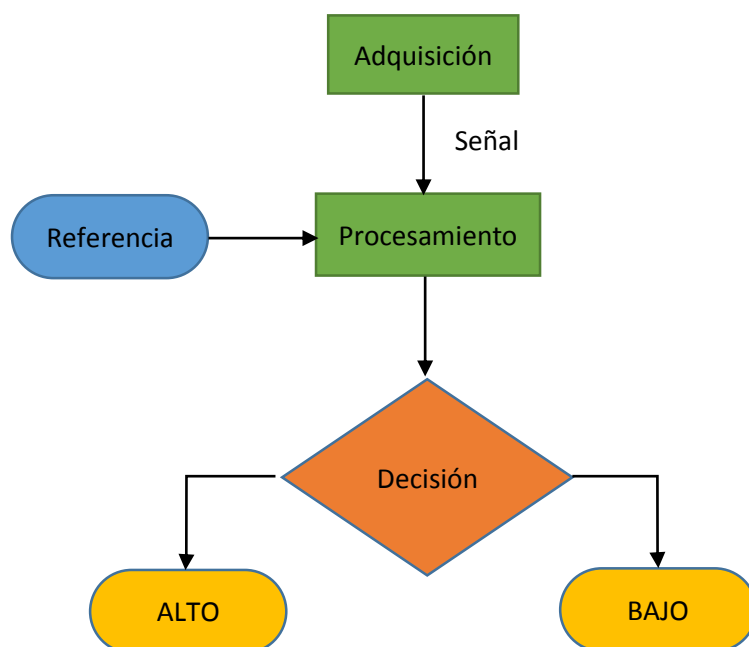 Adquisición
Señal
Referencia
Procesamiento
Decisión
ALTO
BAJO